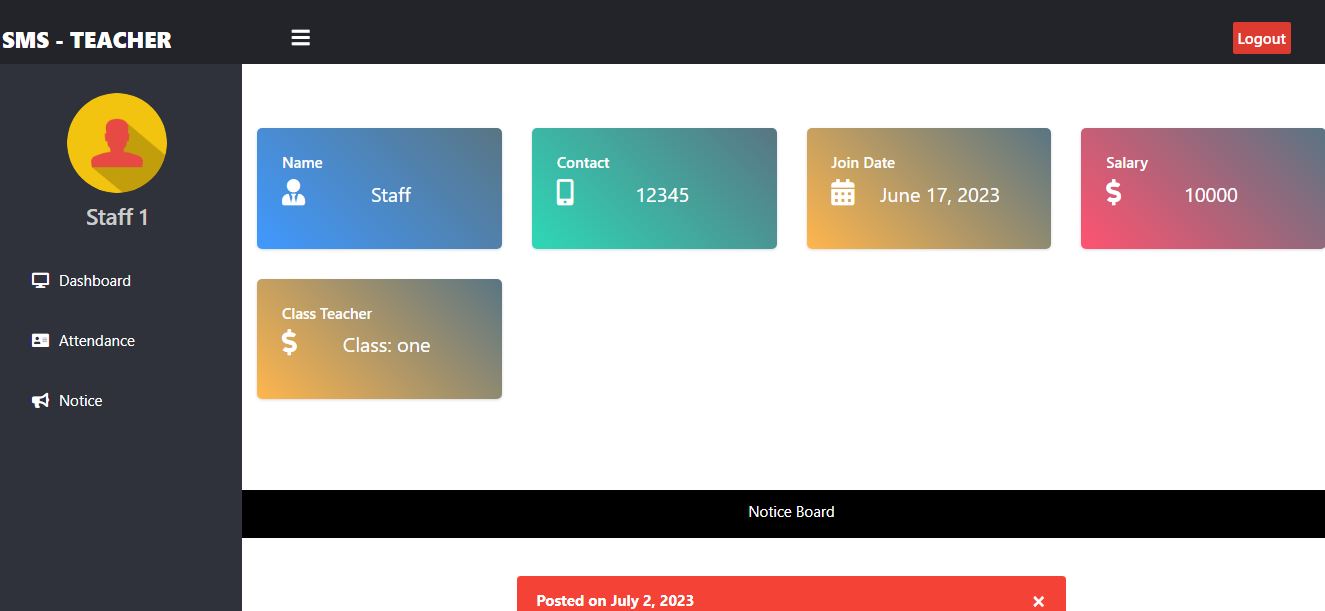 SMS - TEACHER
Logout
Staff 1
Dashboard
Attendance
Notice
Name
Staff
Contact
12345
Join Date
June 17, 2023
Salary
10000
Class Teacher
Class: one
Notice Board
Posted on July 2, 2023